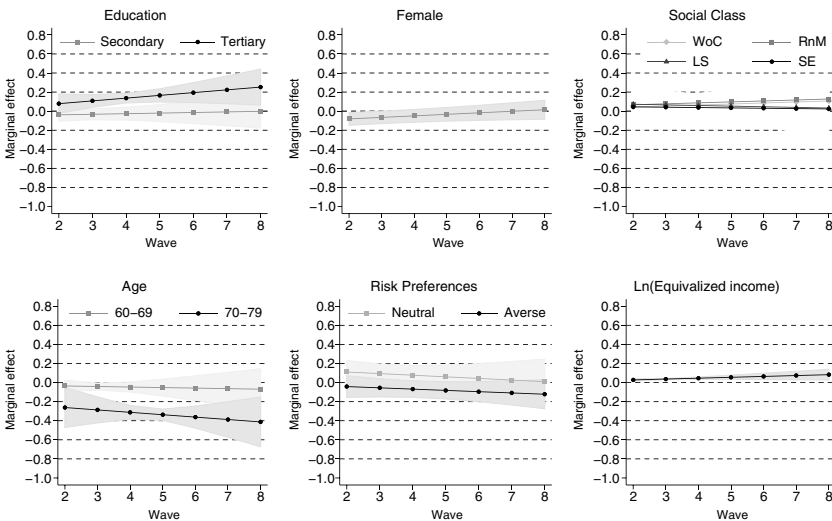 Education
Secondary
Tertiary
Marginal effect
0.8
0.6
0.4
0.2
0.0
−0.2
−0.4
−0.6
−0.8
−1.0
2 3 4 5 6 7 8
Wave
Female
Marginal effect
0.8
0.6
0.4
0.2
0.0
−0.2
−0.4
−0.6
−0.8
−1.0
2 3 4 5 6 7 8
Wave
Social Class
WoC
RnM
LS
SE
Marginal effect
0.8
0.6
0.4
0.2
0.0
−0.2
−0.4
−0.6
−0.8
−1.0
2 3 4 5 6 7 8
Wave
Age
60−69
70−79
Marginal effect
0.8
0.6
0.4
0.2
0.0
−0.2
−0.4
−0.6
−0.8
−1.0
2 3 4 5 6 7 8
Wave
Risk Preferences
Neutral
Averse
Marginal effect
0.8
0.6
0.4
0.2
0.0
−0.2
−0.4
−0.6
−0.8
−1.0
2 3 4 5 6 7 8
Wave
Ln(Equivalized income)
Marginal effect
0.8
0.6
0.4
0.2
0.0
−0.2
−0.4
−0.6
−0.8
−1.0
2 3 4 5 6 7 8
Wave